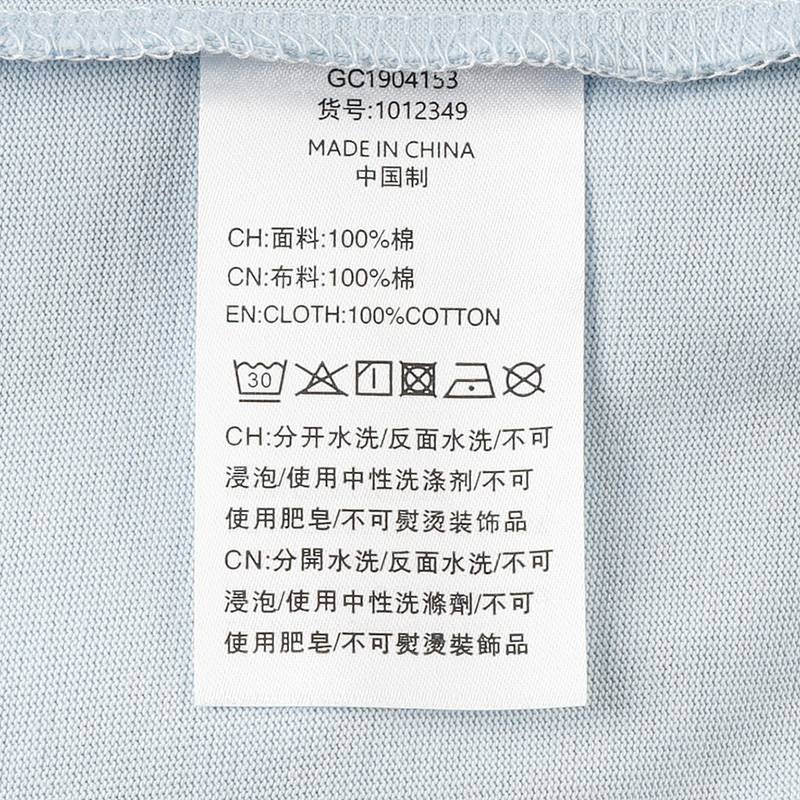 GC1904153
货号:1012349
MADE IN CHINA
中国制
CH:面料:100%棉
CN:布料:100%棉
EN:CLOTH:100%COTTON
30
CH:分开水洗/反面水洗/不可
浸泡/使用中性洗涤剂/不可
使用肥皂/不可熨烫装饰品
CN:分開水洗/反面水洗/不可
浸泡/使用中性洗滌劑/不可
使用肥皂/不可熨燙裝飾品